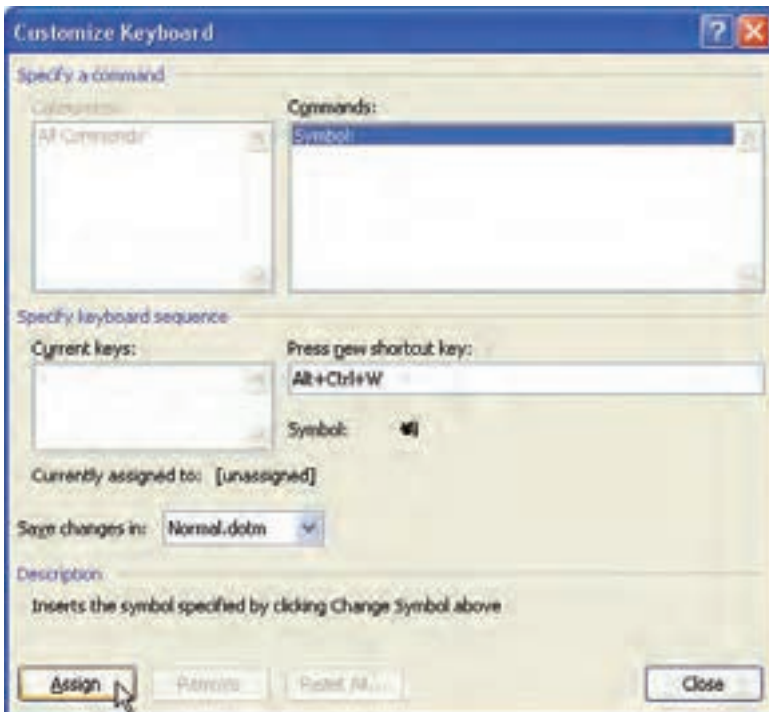 Customize Keyboard
Specify a command
Categories: Commands:
All Commands Symbol:
Specify keyboard sequence
Current keys: Press new shortcut key:
Alt+Ctrl+W
Symbol:
Currently assigned to: [unassigned]
Save changes in: Normal.dotm
Description
Inserts the symbol specified by clicking Change Symbol above
Assign Remove Reset All... Close